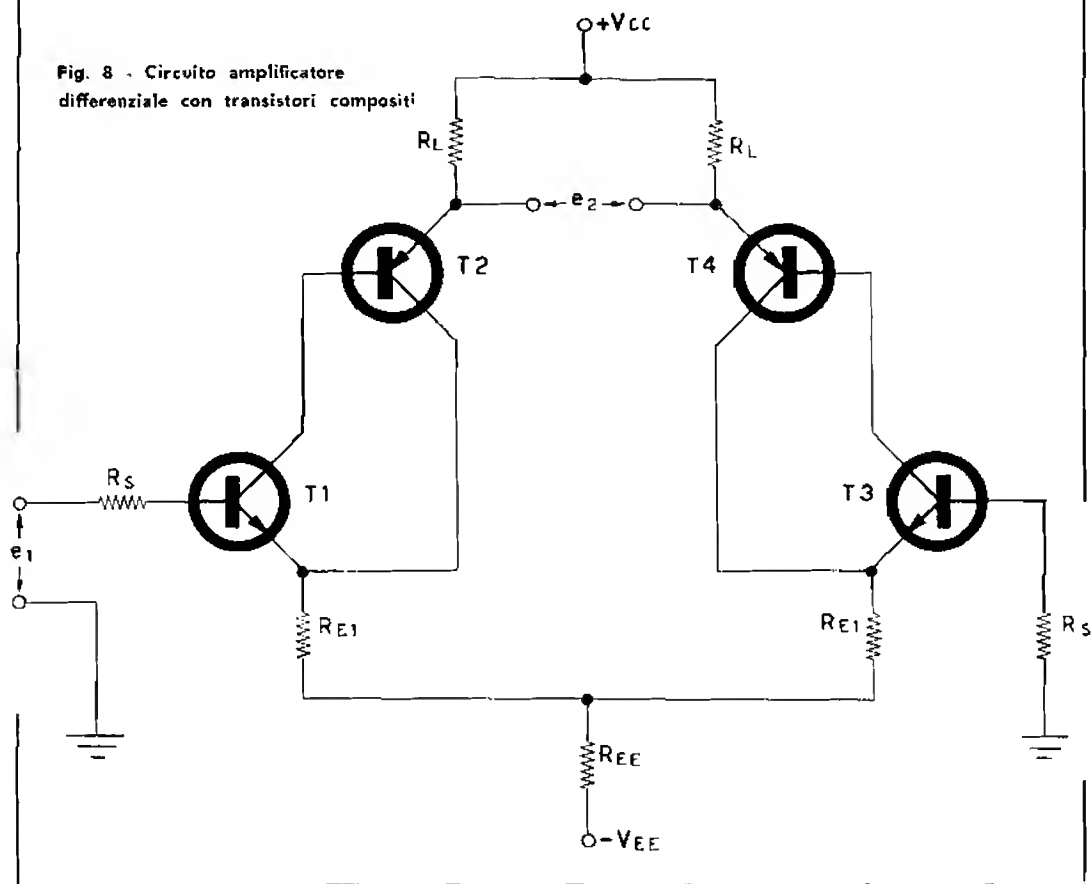 +VCC
Fig. 8 - Circuito amplificatore
differenziale con transistori compositi
RL
RL
e2
T2
T4
RS
T1
T3
e1
RE1
RE1
RS
REE
-VEE